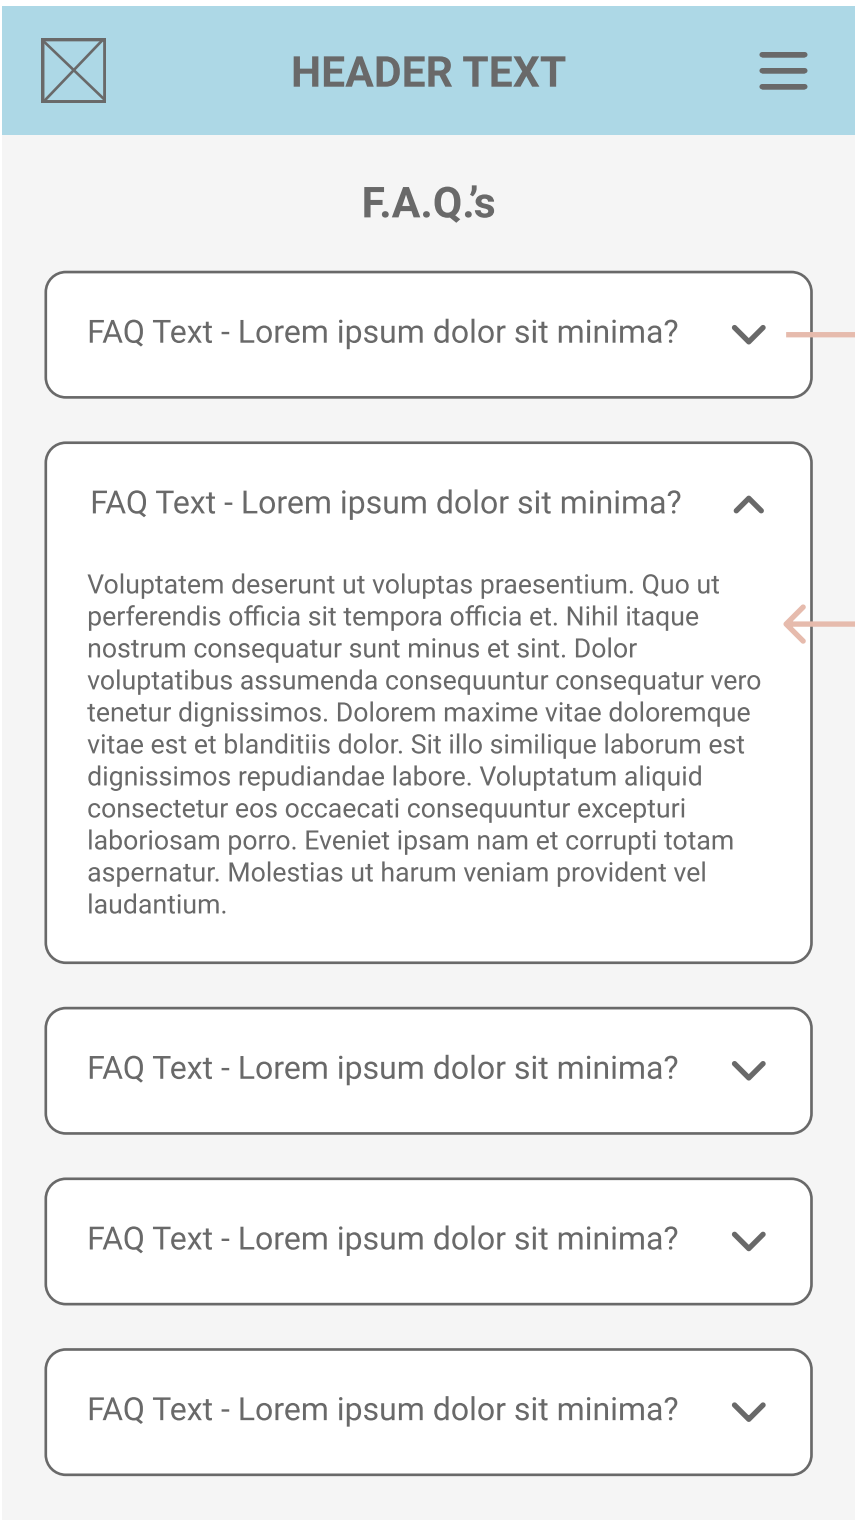 HEADER TEXT
F.A.Q.'s
FAQ Text - Lorem ipsum dolor sit minima?
FAQ Text - Lorem ipsum dolor sit minima?
Voluptatem deserunt ut voluptas praesentium. Quo ut
perferendis officia sit tempora officia et. Nihil itaque
nostrum consequatur sunt minus et sint. Dolor
voluptatibus assumenda consequuntur consequatur vero
tenetur dignissimos. Dolorem maxime vitae doloremque
vitae est et blanditiis dolor. Sit illo similique laborum est
dignissimos repudiandae labore. Voluptatum aliquid
consectetur eos occaecati consequuntur excepturi
laboriosam porro. Eveniet ipsam nam et corrupti totam
aspernatur. Molestias ut harum veniam provident vel
laudantium.
FAQ Text - Lorem ipsum dolor sit minima?
FAQ Text - Lorem ipsum dolor sit minima?
FAQ Text - Lorem ipsum dolor sit minima?